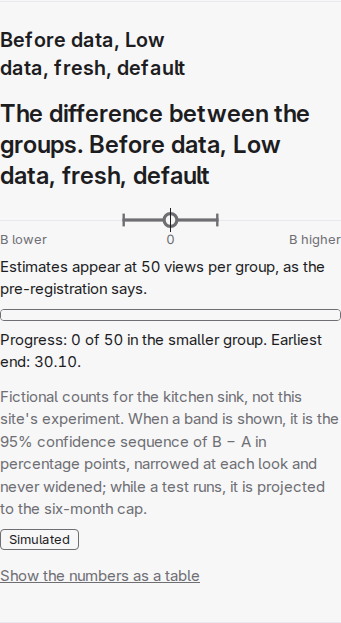 Before data, Low
data, fresh, default
The difference between the
groups. Before data, Low
data, fresh, default
B lower 0 B higher
Estimates appear at 50 views per group, as the
pre-registration says.
Progress: 0 of 50 in the smaller group. Earliest
end: 30.10.
Fictional counts for the kitchen sink, not this
site's experiment. When a band is shown, it is the
95% confidence sequence of B − A in
percentage points, narrowed at each look and
never widened; while a test runs, it is projected
to the six-month cap.
Simulated
Show the numbers as a table